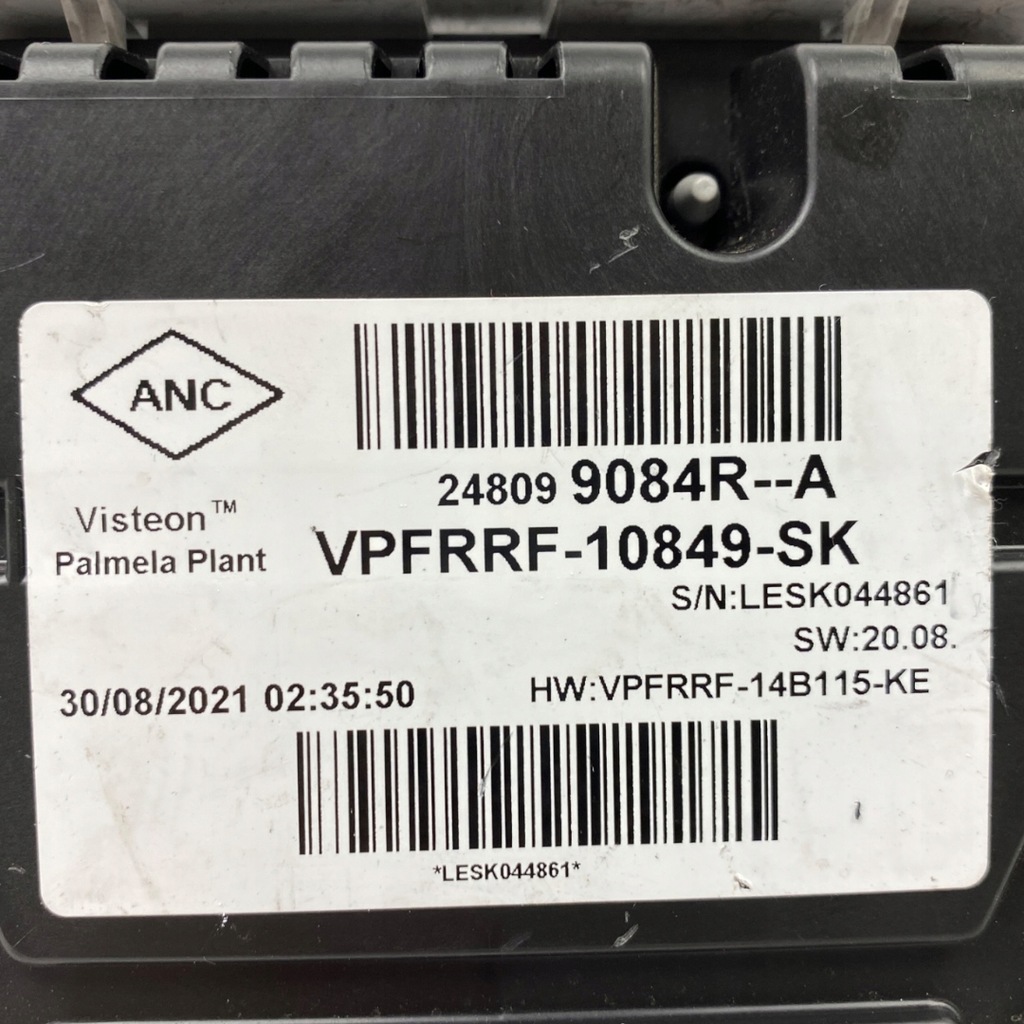 ANC
24809 9084R--A
Visteon™
Palmela Plant
VPFRRF-10849-SK
S/N:LESK044861
SW:20.08.
30/08/2021 02:35:50
HW:VPFRRF-14B115-KE
*LESK044861*